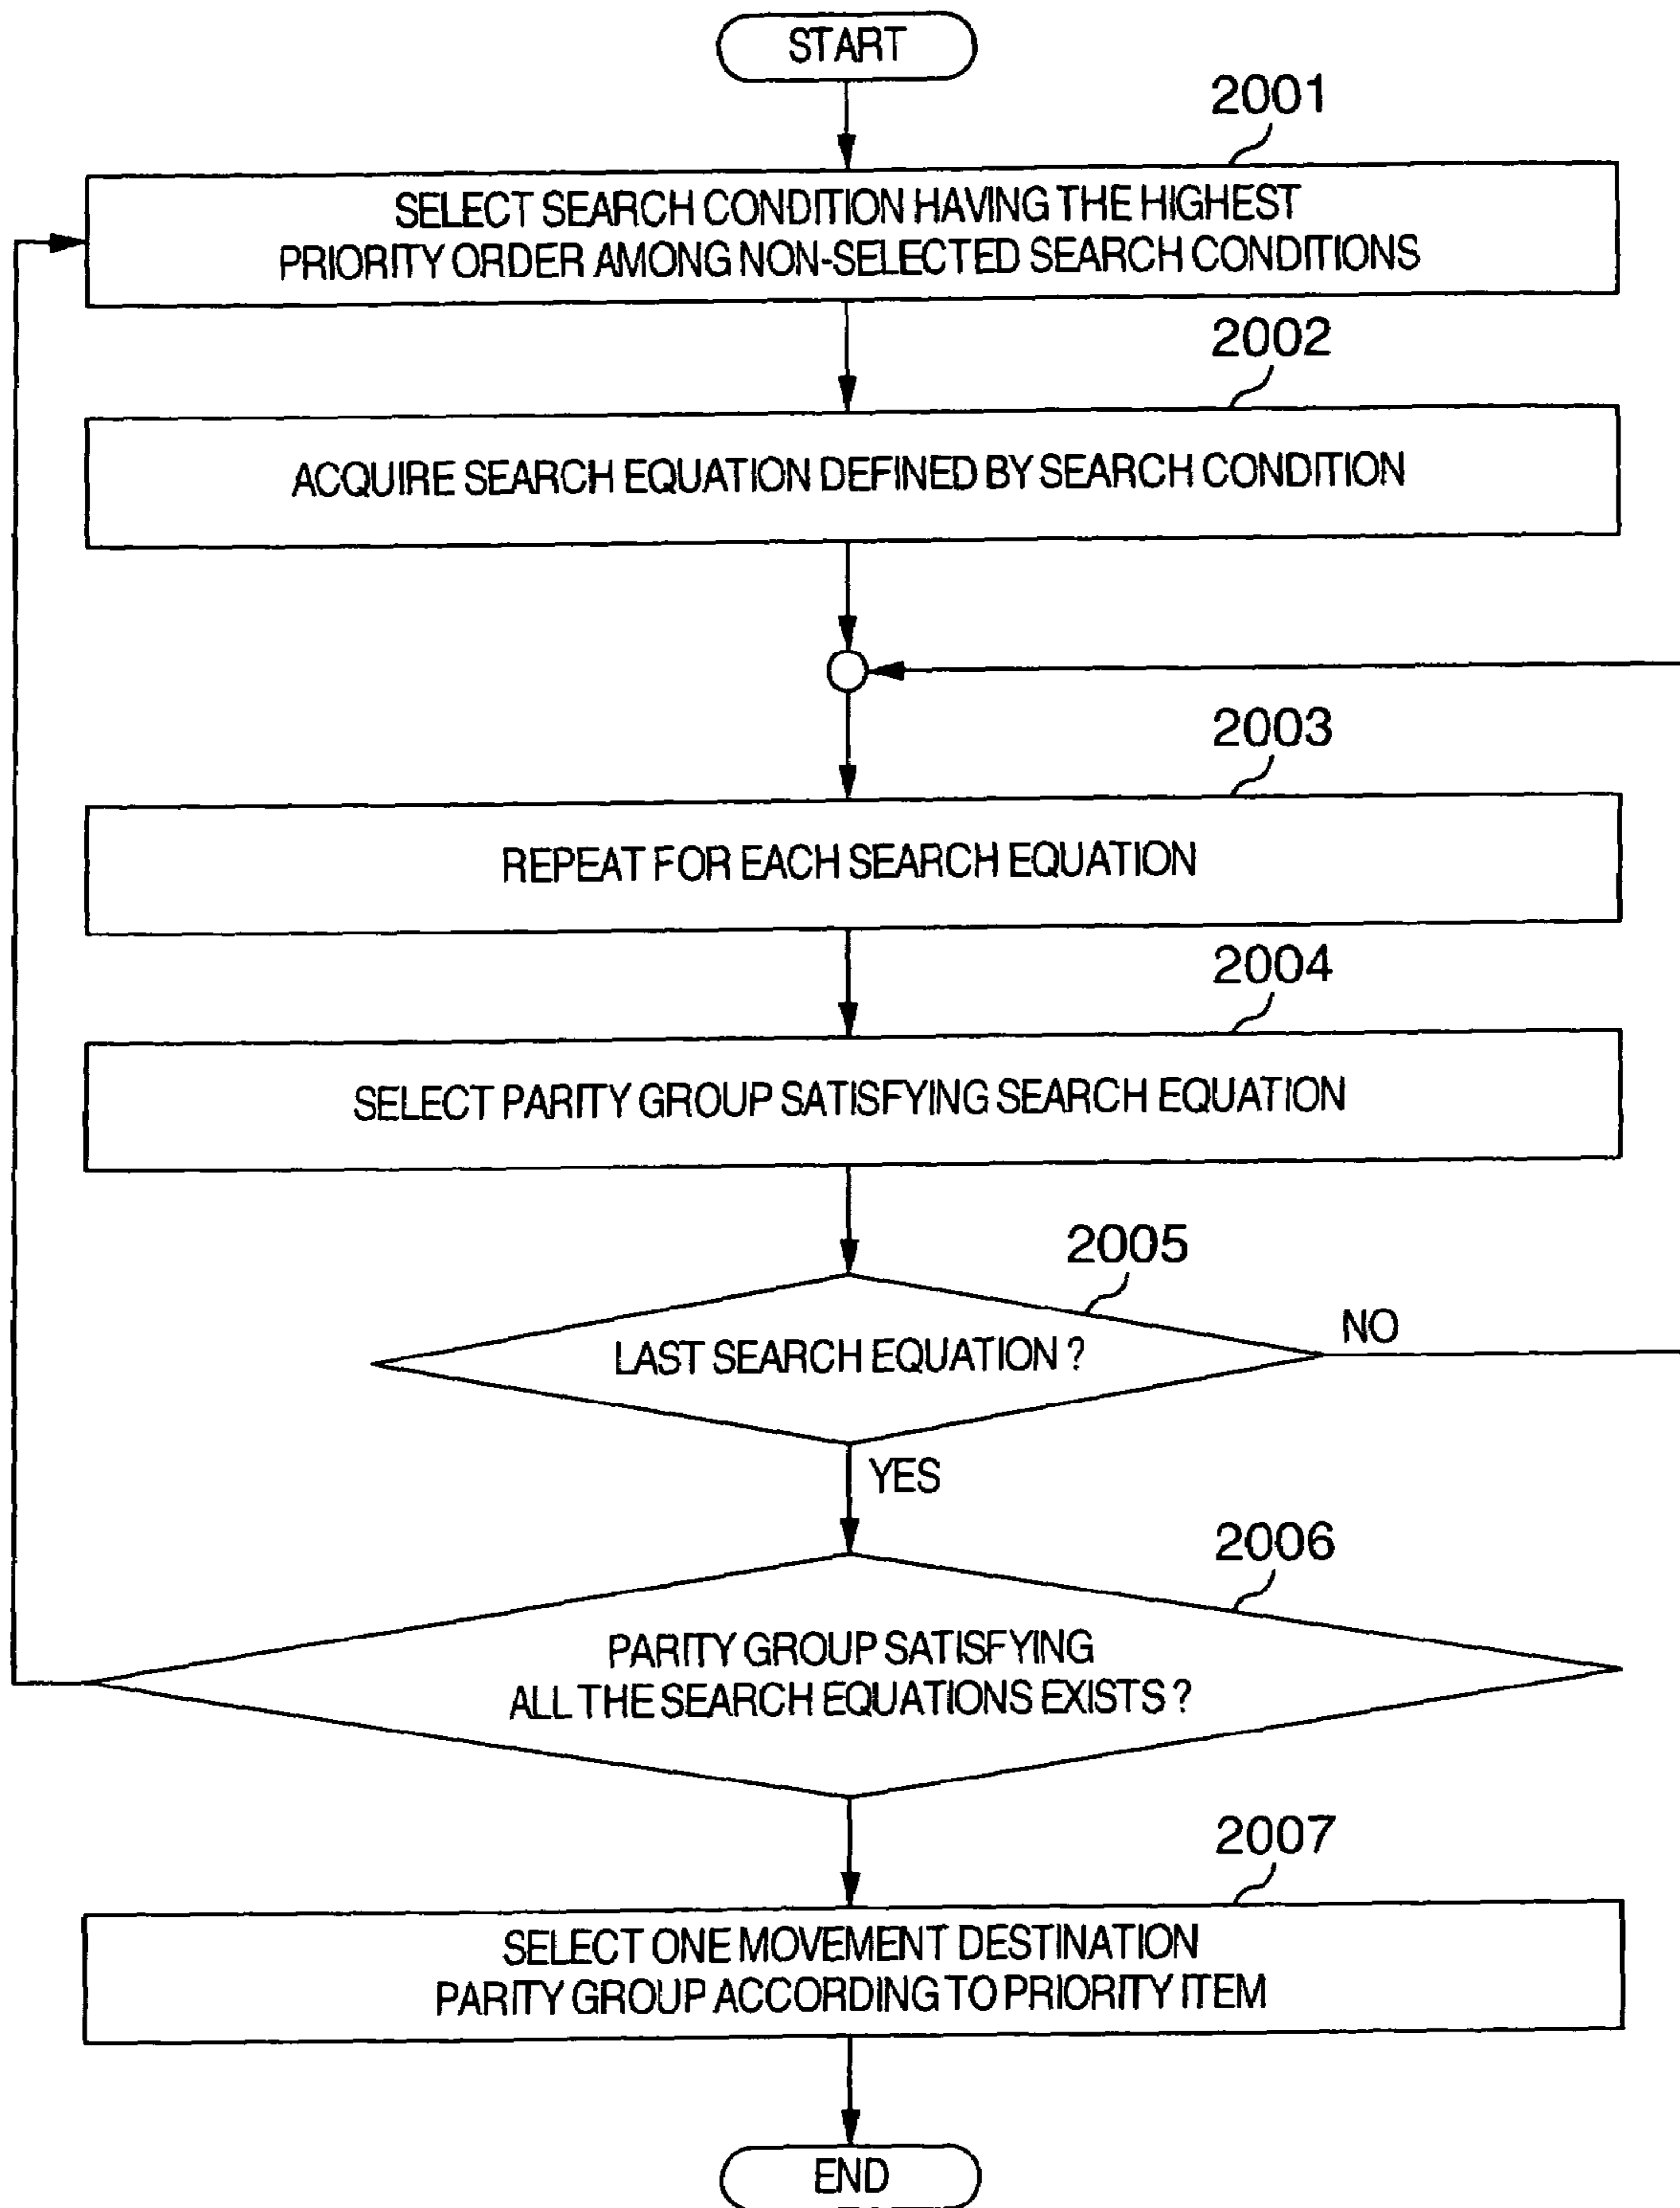 START
2001
SELECT SEARCH CONDITION HAVING THE HIGHEST
PRIORITY ORDER AMONG NON-SELECTED SEARCH CONDITIONS
2002
ACQUIRE SEARCH EQUATION DEFINED BY SEARCH CONDITION
2003
REPEAT FOR EACH SEARCH EQUATION
2004
SELECT PARITY GROUP SATISFYING SEARCH EQUATION
2005
LAST SEARCH EQUATION ?
NO
YES
2006
PARITY GROUP SATISFYING
ALL THE SEARCH EQUATIONS EXISTS ?
2007
SELECT ONE MOVEMENT DESTINATION
PARITY GROUP ACCORDING TO PRIORITY ITEM
END